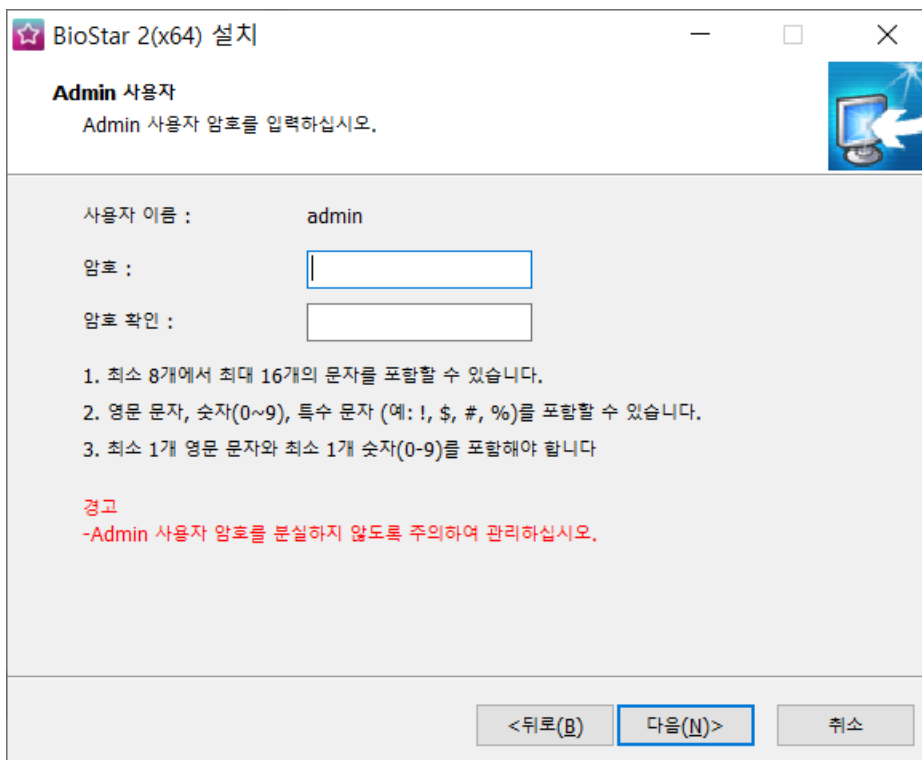 BioStar 2(x64) 설치
Admin 사용자
Admin 사용자 암호를 입력하십시오.
사용자 이름 : admin
암호 :
암호 확인 :
1. 최소 8개에서 최대 16개의 문자를 포함할 수 있습니다.
2. 영문 문자, 숫자(0~9), 특수 문자 (예: !, $, #, %)를 포함할 수 있습니다.
3. 최소 1개 영문 문자와 최소 1개 숫자(0-9)를 포함해야 합니다
경고
-Admin 사용자 암호를 분실하지 않도록 주의하여 관리하십시오.
<뒤로(B) 다음(N)> 취소